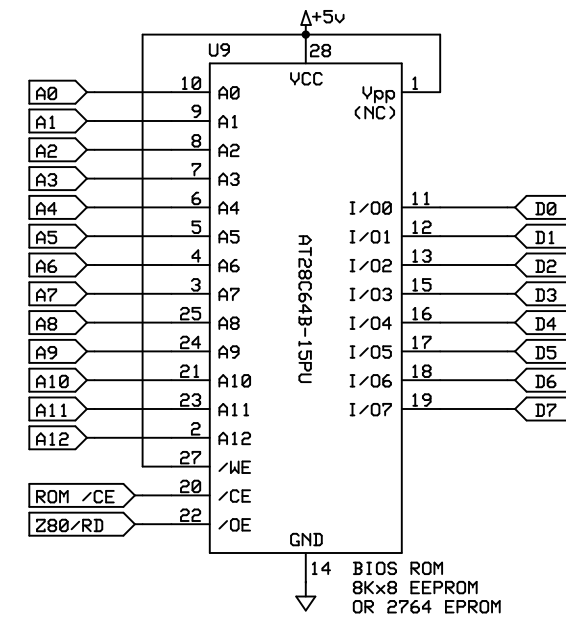 +5v
U9 28
VCC
A0 10 A0 Vpp 1
(NC)
A1 9 A1
A2 8 A2
A3 7 A3
A4 6 A4 I/O0 11 D0
A5 5 A5 I/O1 12 D1
A6 4 A6 I/O2 13 D2
A7 3 A7 I/O3 15 D3
A8 25 A8 I/O4 16 D4
A9 24 A9 I/O5 17 D5
A10 21 A10 I/O6 18 D6
A11 23 A11 I/O7 19 D7
A12 2 A12
27 /WE
ROM /CE 20 /CE
Z80/RD 22 /OE
AT28C64B-15PU
GND
14 BIOS ROM
8Kx8 EEPROM
OR 2764 EPROM